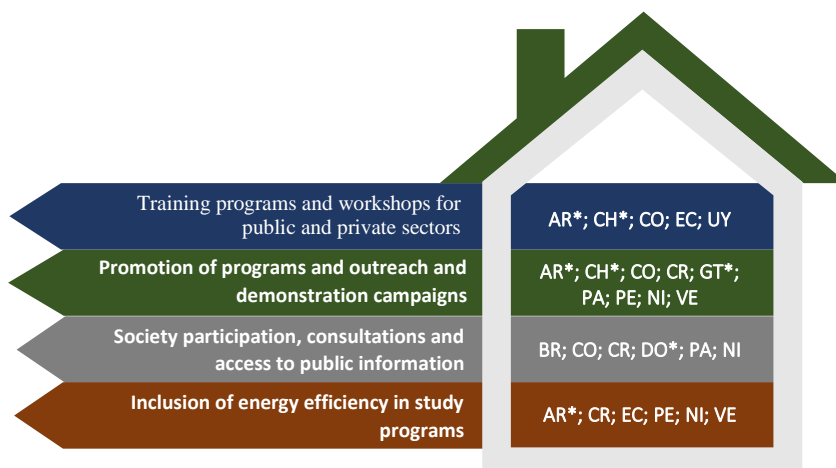 Training programs and workshops for
public and private sectors
AR*; CH*; CO; EC; UY
Promotion of programs and outreach and
demonstration campaigns
AR*; CH*; CO; CR; GT*;
PA; PE; NI; VE
Society participation, consultations and
access to public information
BR; CO; CR; DO*; PA; NI
Inclusion of energy efficiency in study
programs
AR*; CR; EC; PE; NI; VE